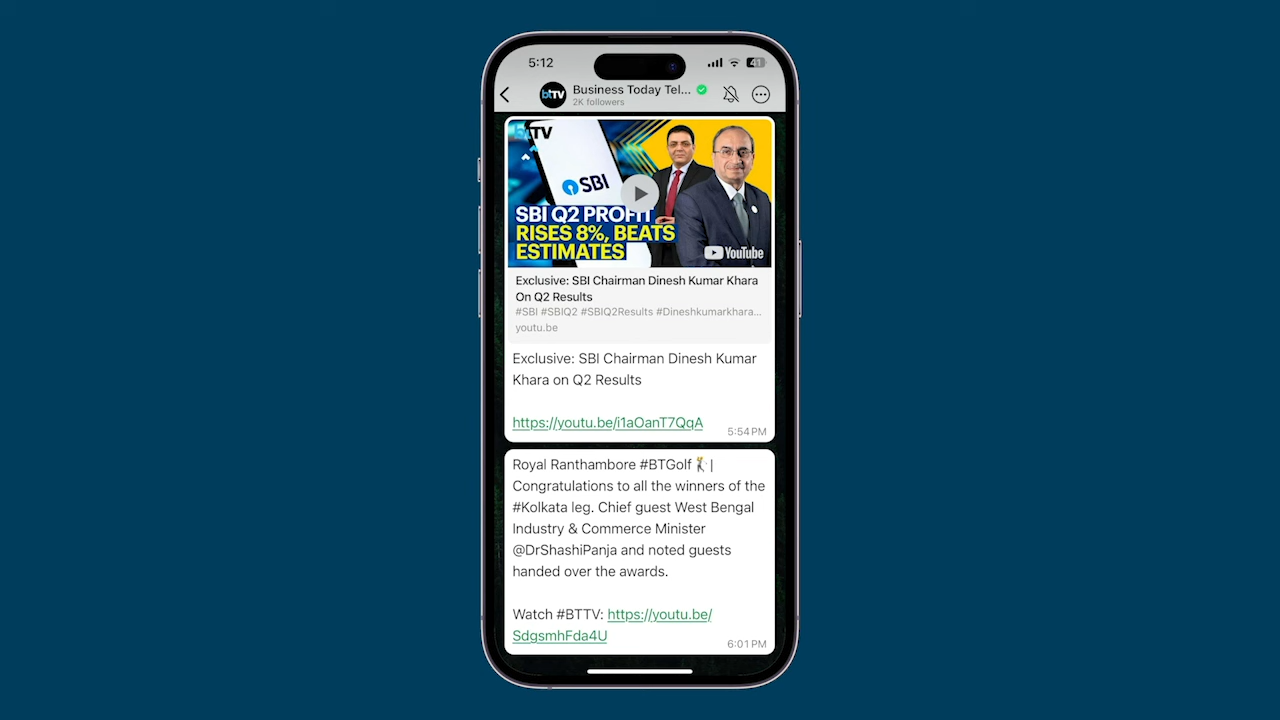 5:12
41
btTV
Business Today Tel...
2K followers
btTV
SBI
SBI Q2 PROFIT
RISES 8%, BEATS
ESTIMATES
YouTube
Exclusive: SBI Chairman Dinesh Kumar Khara
On Q2 Results
#SBI #SBIQ2 #SBIQ2Results #Dineshkumarkhara...
youtu.be
Exclusive: SBI Chairman Dinesh Kumar
Khara on Q2 Results
https://youtu.be/i1aOanT7QqA
5:54 PM
Royal Ranthambore #BTGolf🏌|
Congratulations to all the winners of the
#Kolkata leg. Chief guest West Bengal
Industry & Commerce Minister
@DrShashiPanja and noted guests
handed over the awards.
Watch #BTTV: https://youtu.be/
SdgsmhFda4U
6:01 PM